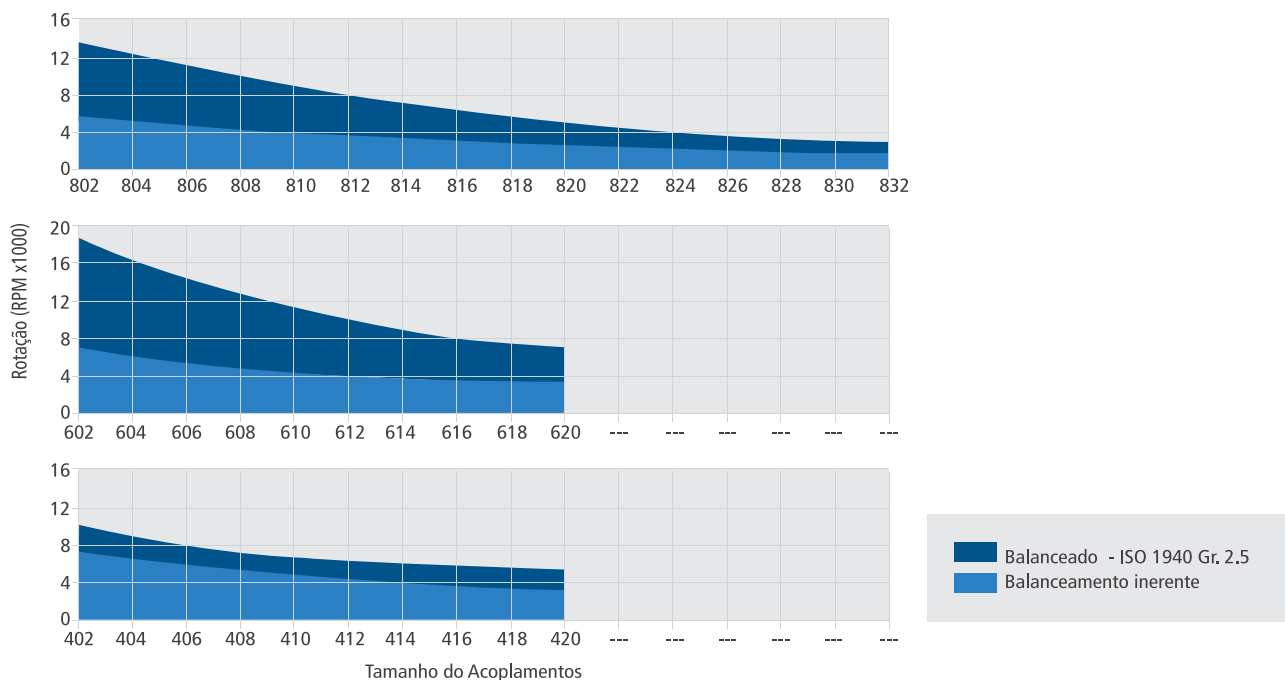 16
12
8
4
0
802 804 806 808 810 812 814 816 818 820 822 824 826 828 830 832
Rotação (RPM x1000)
20
16
12
8
4
0
602 604 606 608 610 612 614 616 618 620 --- --- --- --- --- ---
16
12
8
4
0
402 404 406 408 410 412 414 416 418 420 --- --- --- --- --- ---
Tamanho do Acoplamentos
Balanceado - ISO 1940 Gr. 2.5
Balanceamento inerente